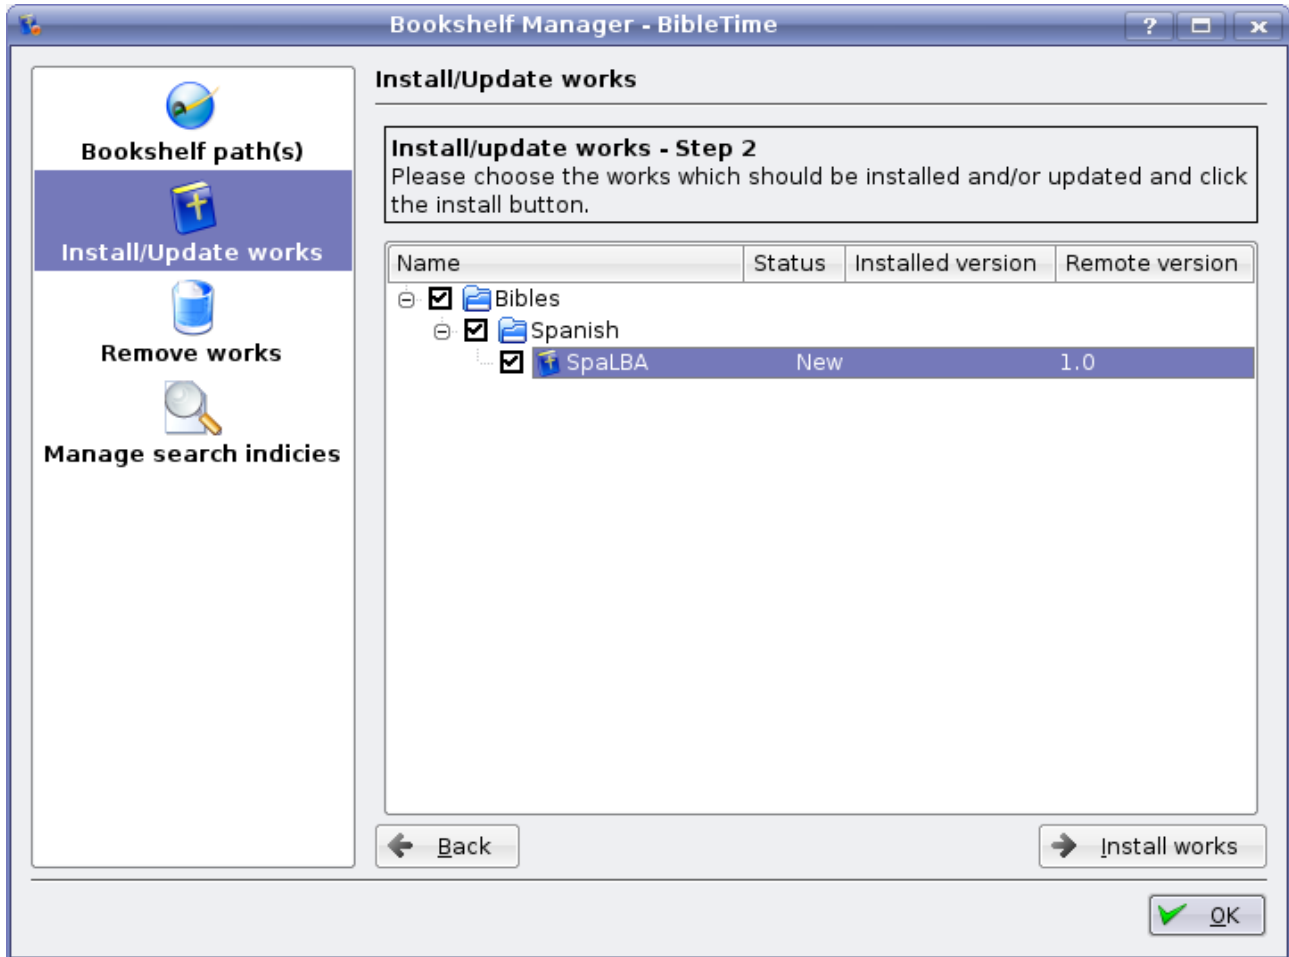 Bookshelf Manager - BibleTime
?
Bookshelf path(s)
Install/Update works
Remove works
Manage search indicies
Install/Update works
Install/update works - Step 2
Please choose the works which should be installed and/or updated and click
the install button.
Name Status Installed version Remote version
Bibles
Spanish
SpaLBA New 1.0
Back
Install works
OK